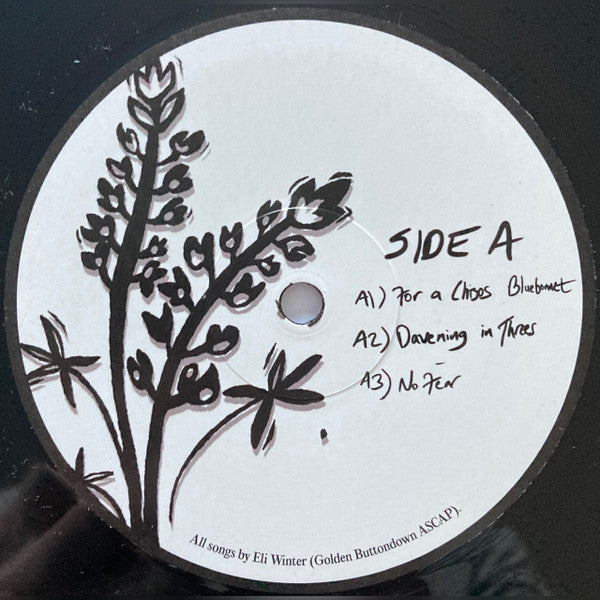 SIDE A
A1) For a Chisos Bluebonnet
A2) Davening in Threes
A3) No Fear
All songs by Eli Winter (Golden Buttondown ASCAP).